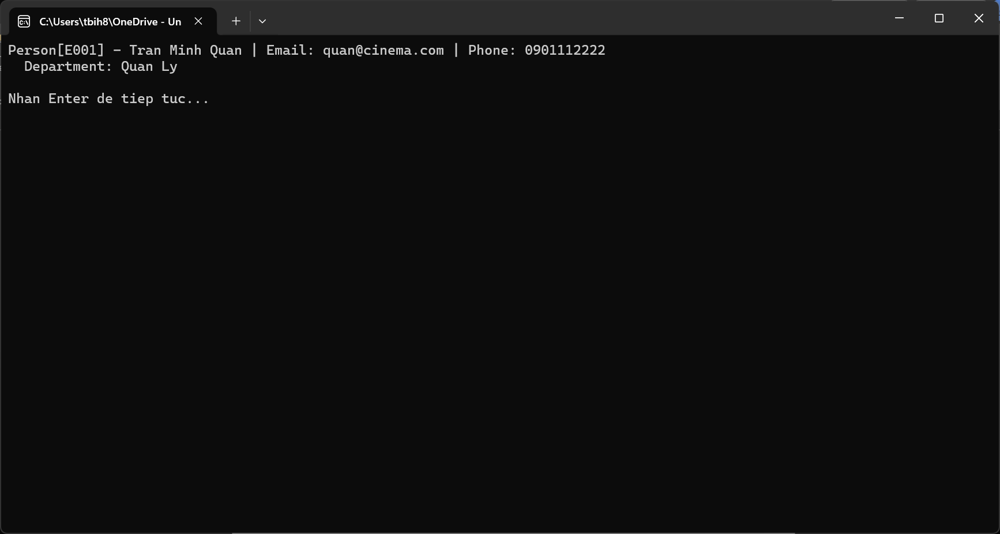 C:\Users\tbih8\OneDrive - Un
Person[E001] - Tran Minh Quan | Email: quan@cinema.com | Phone: 0901112222
  Department: Quan Ly
Nhan Enter de tiep tuc...